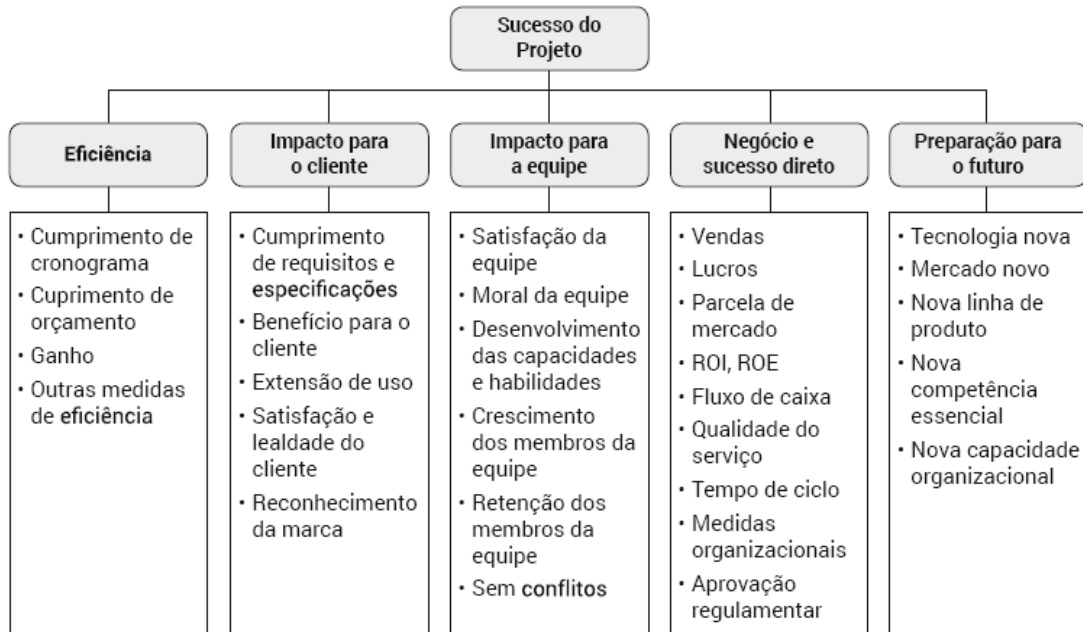 Sucesso do
Projeto
Eficiência
Impacto para
o cliente
Impacto para
a equipe
Negócio e
sucesso direto
Preparação para
o futuro
• Cumprimento de
cronograma
• Cuprimento de
orçamento
• Ganho
• Outras medidas
de eficiência
• Cumprimento
de requisitos e
especificações
• Benefício para o
cliente
• Extensão de uso
• Satisfação e
lealdade do
cliente
• Reconhecimento
da marca
• Satisfação da
equipe
• Moral da equipe
• Desenvolvimento
das capacidades
e habilidades
• Crescimento
dos membros da
equipe
• Retenção dos
membros da
equipe
• Sem conflitos
• Vendas
• Lucros
• Parcela de
mercado
• ROI, ROE
• Fluxo de caixa
• Qualidade do
serviço
• Tempo de ciclo
• Medidas
organizacionais
• Aprovação
regulamentar
• Tecnologia nova
• Mercado novo
• Nova linha de
produto
• Nova
competência
essencial
• Nova capacidade
organizacional